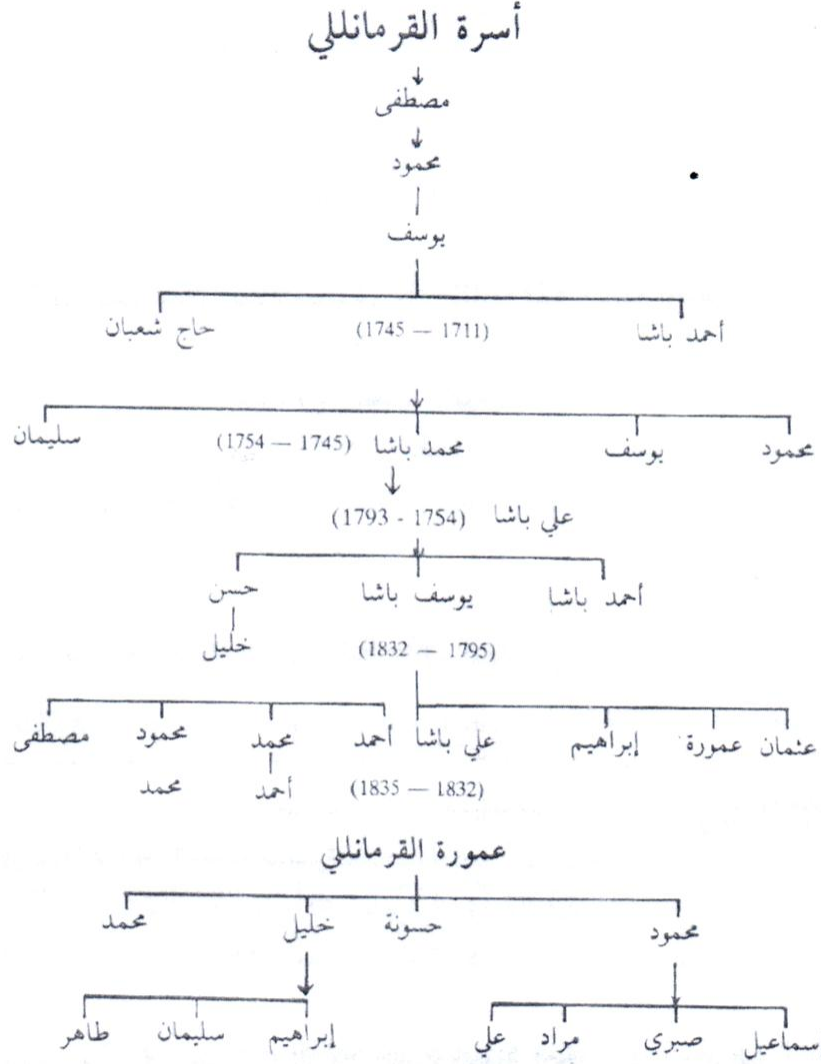 أسرة القرمانللي
مصطفى
محمود
يوسف
أحمد باشا (1711 — 1745) حاج شعبان
محمود يوسف محمد باشا (1745 — 1754) سليمان
علي باشا (1754 - 1793)
أحمد باشا يوسف باشا حسن
(1795 — 1832) خليل
عثمان عمورة إبراهيم علي باشا أحمد محمد محمود مصطفى
(1832 — 1835) أحمد محمد
عمورة القرمانللي
محمود حسونة خليل محمد
سماعيل صبري مراد علي إبراهيم سليمان طاهر